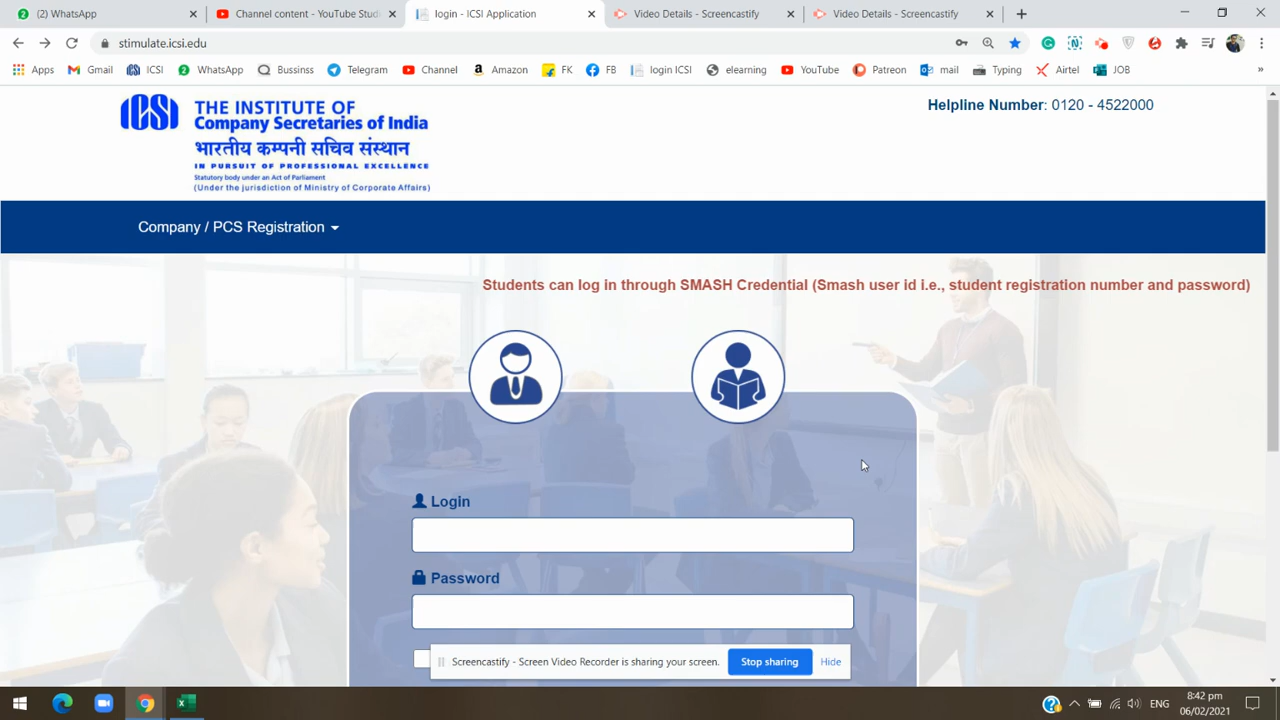 (2) WhatsApp
Channel content - YouTube Stud
login - ICSI Application
Video Details - Screencastify
Video Details - Screencastify
stimulate.icsi.edu
Apps
Gmail
ICSI
WhatsApp
Bussinss
Telegram
Channel
Amazon
FK
FB
login ICSI
elearning
YouTube
Patreon
mail
Typing
Airtel
JOB
»
ICSI
THE INSTITUTE OF
Company Secretaries of India
भारतीय कम्पनी सचिव संस्थान
IN PURSUIT OF PROFESSIONAL EXCELLENCE
Statutory body under an Act of Parliament
(Under the jurisdiction of Ministry of Corporate Affairs)
Helpline Number: 0120 - 4522000
Company / PCS Registration
Students can log in through SMASH Credential (Smash user id i.e., student registration number and password)
Login
Password
Screencastify - Screen Video Recorder is sharing your screen.
Stop sharing
Hide
ENG
8:42 pm
06/02/2021